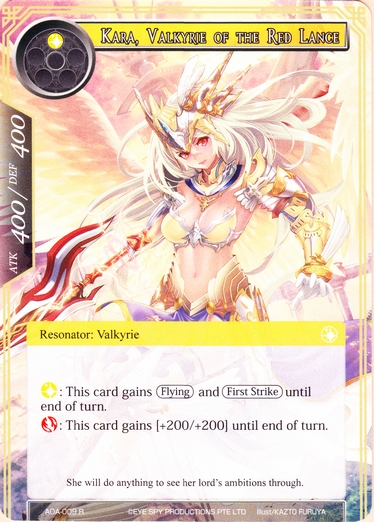 Kara, Valkyrie of the Red Lance
ATK 400 / DEF 400
Resonator: Valkyrie
: This card gains Flying and First Strike until
end of turn.
: This card gains [+200/+200] until end of turn.
She will do anything to see her lord's ambitions through.
AOA-009 R ©EYE SPY PRODUCTIONS PTE LTD Illust/KAZTO FURUYA